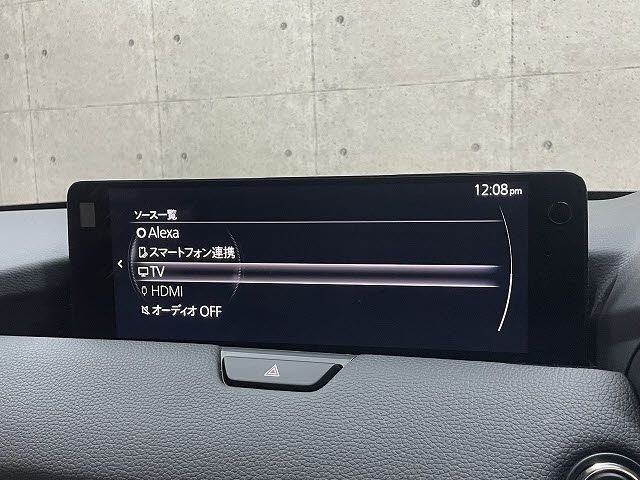 12:08pm
ソース一覧
Alexa
スマートフォン連携
TV
HDMI
オーディオ OFF